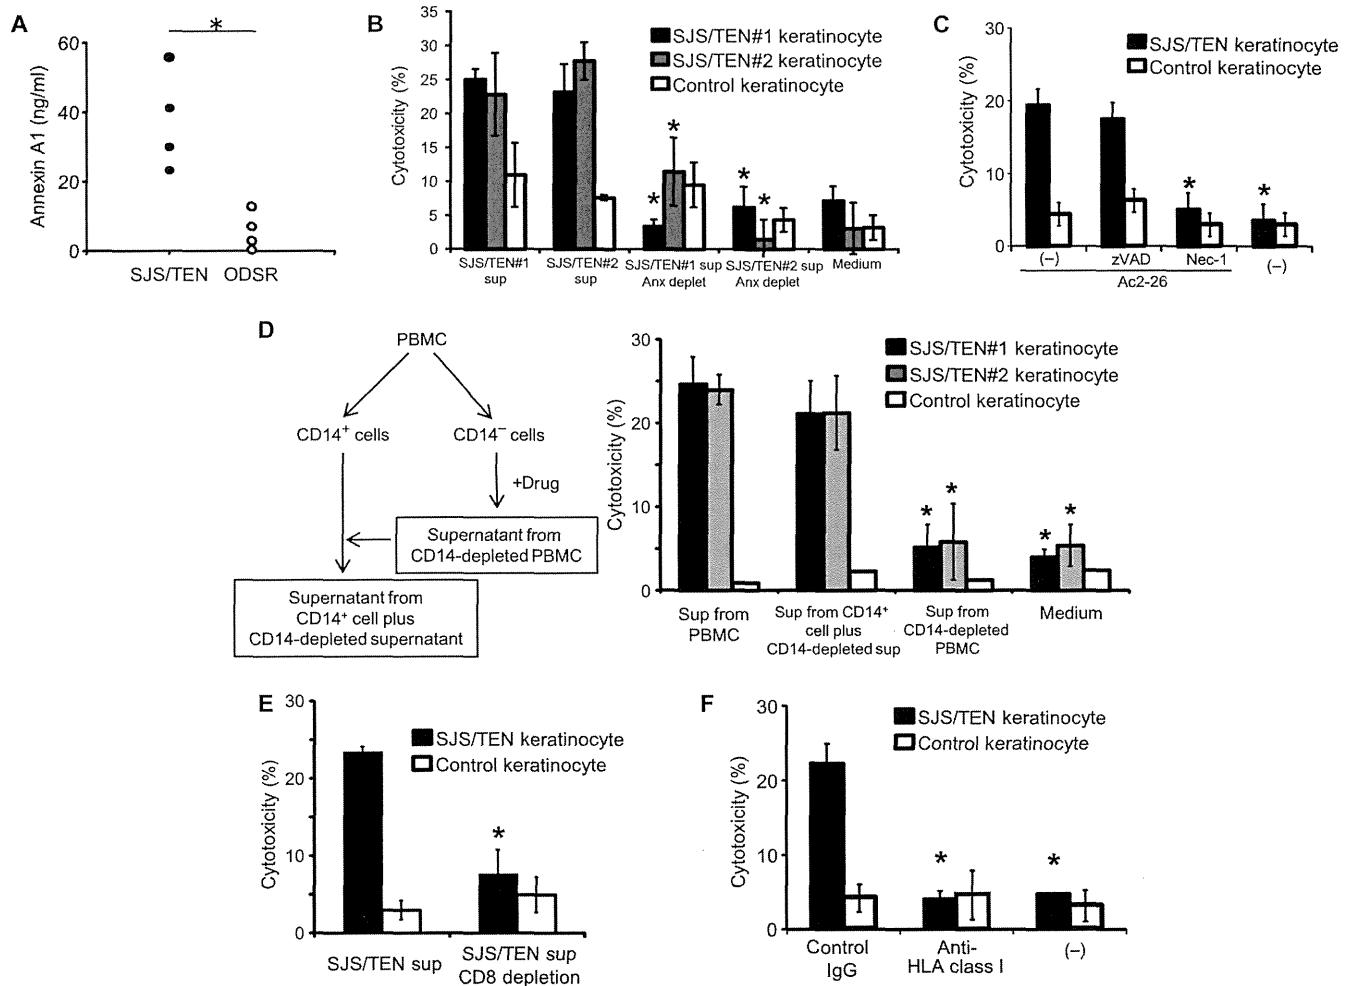 A
*
60
40
20
0
Annexin A1 (ng/ml)
SJS/TEN
ODSR
B
35
30
25
20
15
10
5
0
Cytotoxicity (%)
SJS/TEN#1 keratinocyte
SJS/TEN#2 keratinocyte
Control keratinocyte
*
*
*
*
SJS/TEN#1
sup
SJS/TEN#2
sup
SJS/TEN#1 sup
Anx deplet
SJS/TEN#2 sup
Anx deplet
Medium
C
30
20
10
0
Cytotoxicity (%)
SJS/TEN keratinocyte
Control keratinocyte
*
*
(–)
zVAD
Nec-1
(–)
Ac2-26
D
PBMC
CD14⁺ cells
CD14⁻ cells
+Drug
Supernatant from
CD14-depleted PBMC
Supernatant from
CD14⁺ cell plus
CD14-depleted supernatant
30
20
10
0
Cytotoxicity (%)
SJS/TEN#1 keratinocyte
SJS/TEN#2 keratinocyte
Control keratinocyte
*
*
*
*
Sup from
PBMC
Sup from CD14⁺
cell plus
CD14-depleted sup
Sup from
CD14-depleted
PBMC
Medium
E
30
20
10
0
Cytotoxicity (%)
SJS/TEN keratinocyte
Control keratinocyte
*
SJS/TEN sup
SJS/TEN sup
CD8 depletion
F
30
20
10
0
Cytotoxicity (%)
SJS/TEN keratinocyte
Control keratinocyte
*
*
Control
IgG
Anti-
HLA class I
(–)